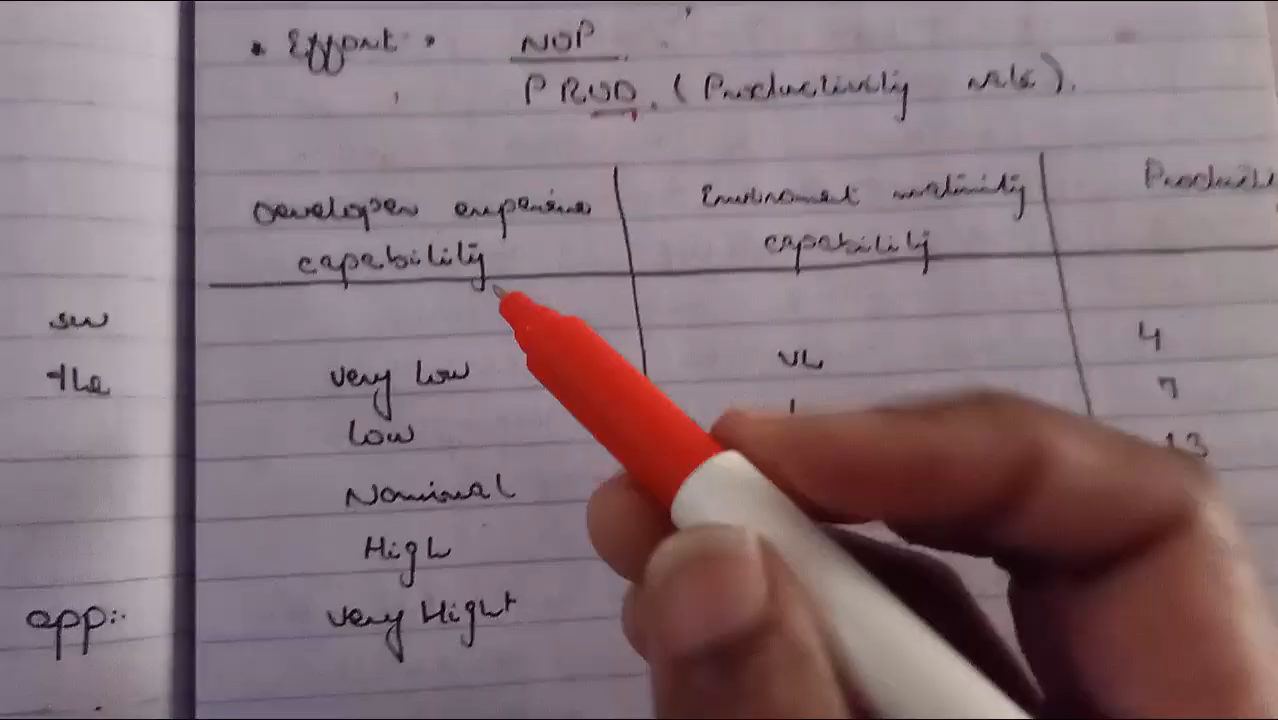 • Effort • NOP
PROD. (Productivity rate).
Developer experience Environment maturity
capability capability
sw 4
the very low VL 7
low L 13
Nominal
High
app:- very Hight